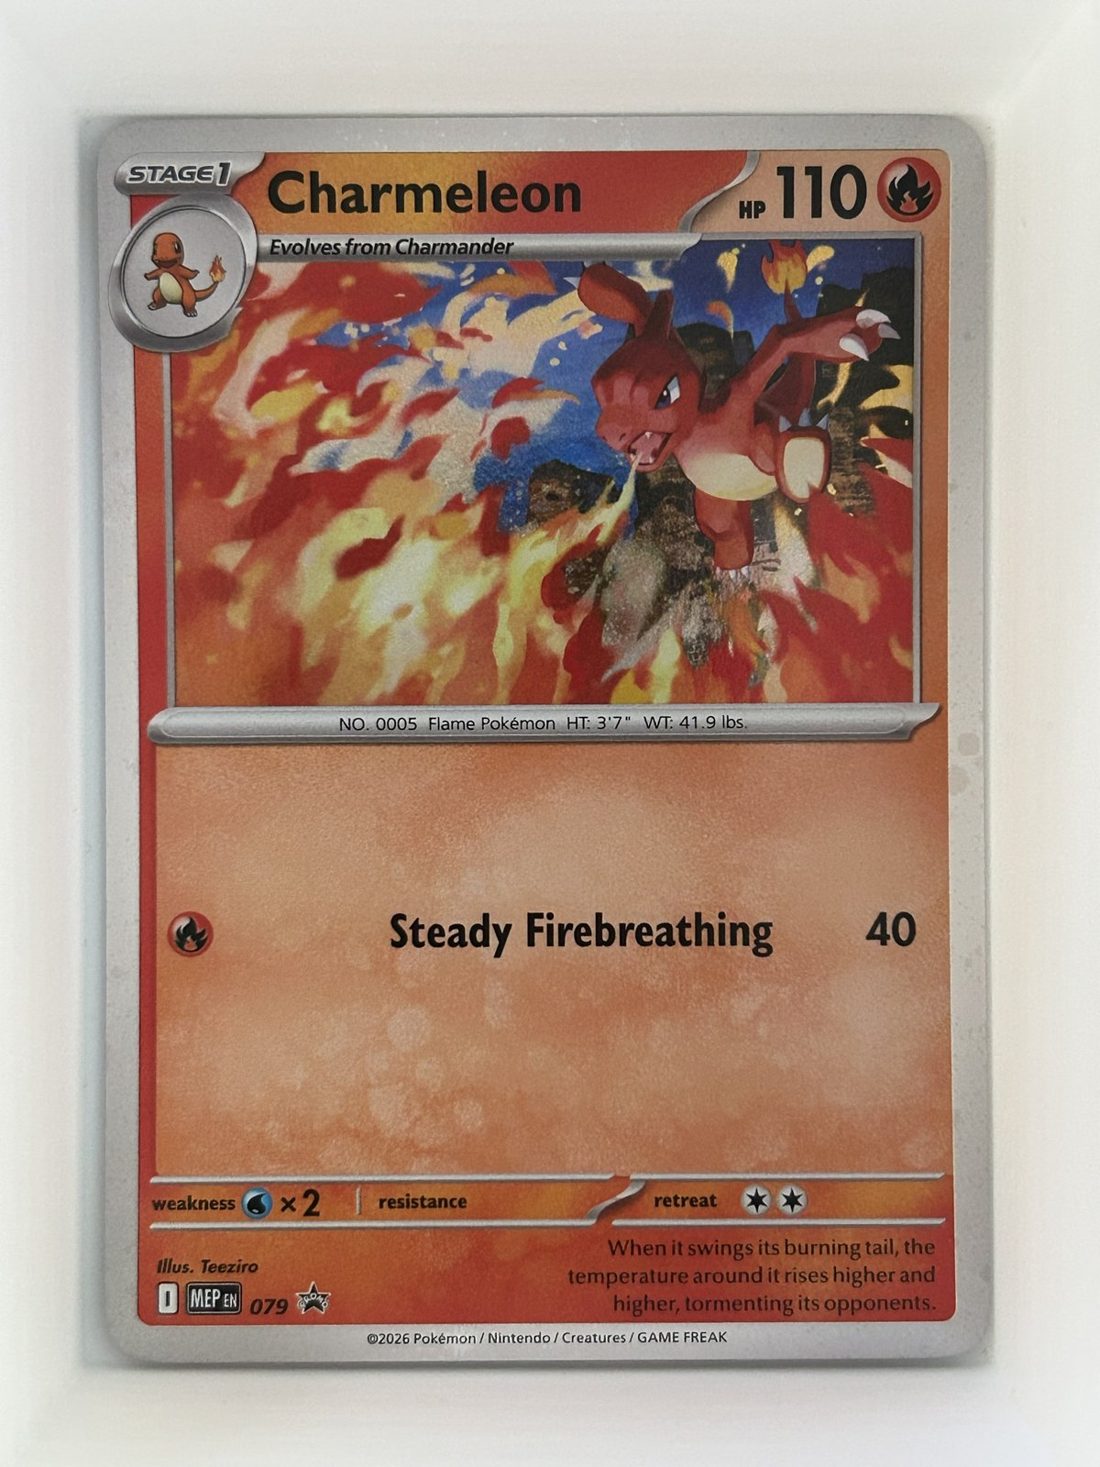 STAGE1
Charmeleon
HP 110
Evolves from Charmander
NO. 0005 Flame Pokémon HT: 3'7" WT: 41.9 lbs.
Steady Firebreathing 40
weakness ×2 resistance retreat
When it swings its burning tail, the
temperature around it rises higher and
higher, tormenting its opponents.
Illus. Teeziro
I MEP EN 079 PROMO
©2026 Pokémon / Nintendo / Creatures / GAME FREAK